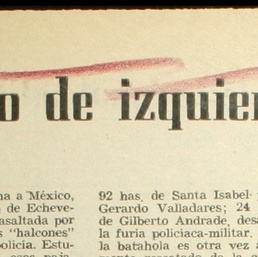 o de izquier
na a México,
de Echeve-
asaltada por
s "halcones"
olicía. Estu-
92 has. de Santa Isabel
Gerardo Valladares; 24
de Gilberto Andrade, desa
la furia policiaca-militar.
la batahola es otra vez a